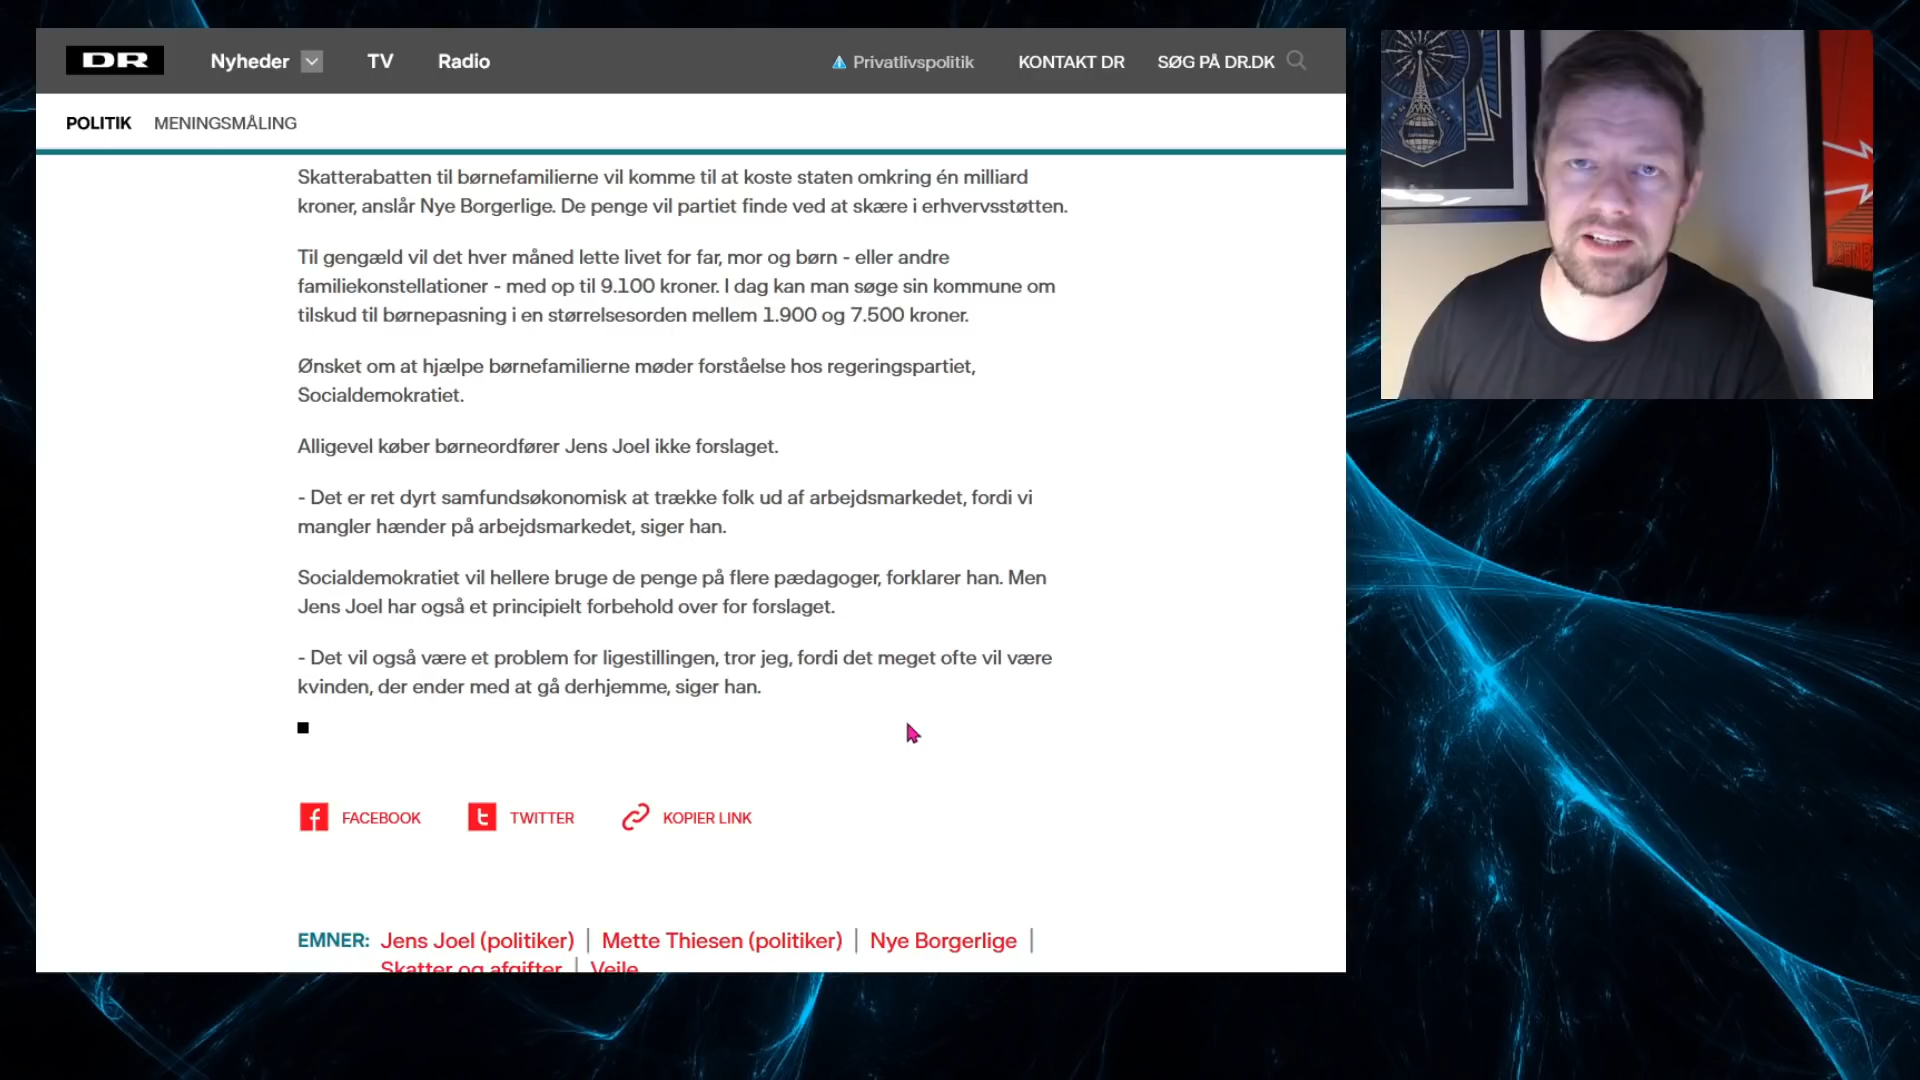 DR Nyheder TV Radio Privatlivspolitik KONTAKT DR SØG PÅ DR.DK
POLITIK MENINGSMÅLING
Skatterabatten til børnefamilierne vil komme til at koste staten omkring én milliard
kroner, anslår Nye Borgerlige. De penge vil partiet finde ved at skære i erhvervsstøtten.
Til gengæld vil det hver måned lette livet for far, mor og børn - eller andre
familiekonstellationer - med op til 9.100 kroner. I dag kan man søge sin kommune om
tilskud til børnepasning i en størrelsesorden mellem 1.900 og 7.500 kroner.
Ønsket om at hjælpe børnefamilierne møder forståelse hos regeringspartiet,
Socialdemokratiet.
Alligevel køber børneordfører Jens Joel ikke forslaget.
- Det er ret dyrt samfundsøkonomisk at trække folk ud af arbejdsmarkedet, fordi vi
mangler hænder på arbejdsmarkedet, siger han.
Socialdemokratiet vil hellere bruge de penge på flere pædagoger, forklarer han. Men
Jens Joel har også et principielt forbehold over for forslaget.
- Det vil også være et problem for ligestillingen, tror jeg, fordi det meget ofte vil være
kvinden, der ender med at gå derhjemme, siger han.
FACEBOOK TWITTER KOPIER LINK
EMNER: Jens Joel (politiker) | Mette Thiesen (politiker) | Nye Borgerlige |
Skatter og afgifter | Vejle